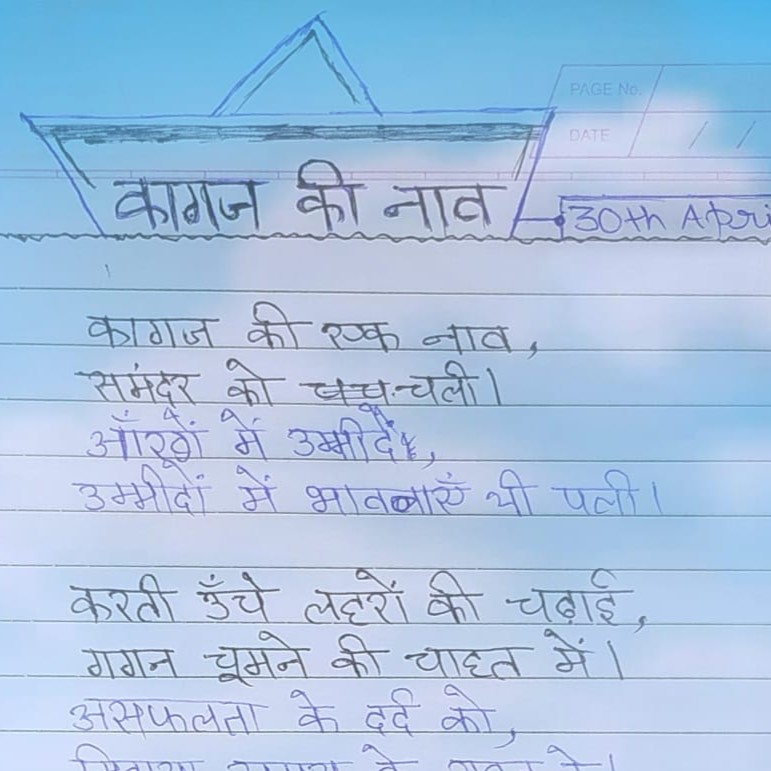 PAGE No.
DATE / /
कागज की नाव
30th Apri
कागज की एक नाव,
समंदर को चली।
आँखों में उम्मीदें,
उम्मीदों में भावनाएँ थी पली।
करती उँचे लहरों की चढ़ाई,
गगन चूमने की चाहत में।
असफलता के दर्द को,